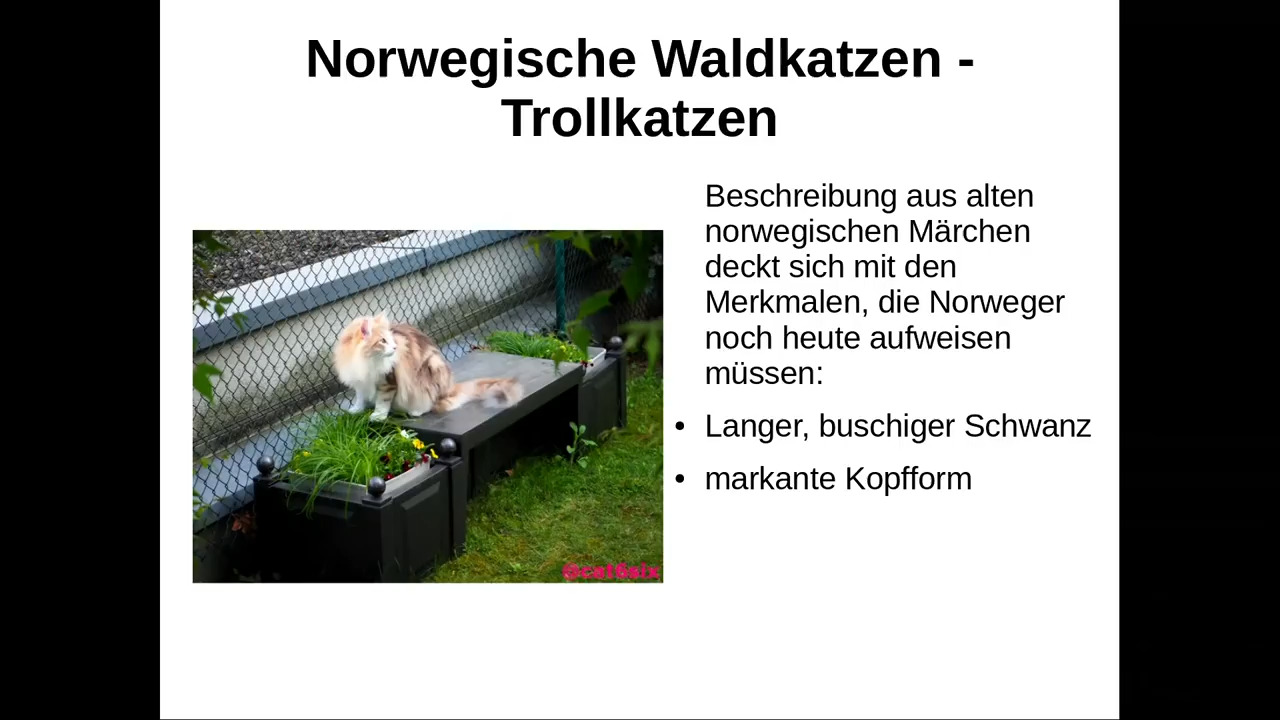 Norwegische Waldkatzen -
Trollkatzen
Beschreibung aus alten
norwegischen Märchen
deckt sich mit den
Merkmalen, die Norweger
noch heute aufweisen
müssen:
• Langer, buschiger Schwanz
• markante Kopfform
@cat6six